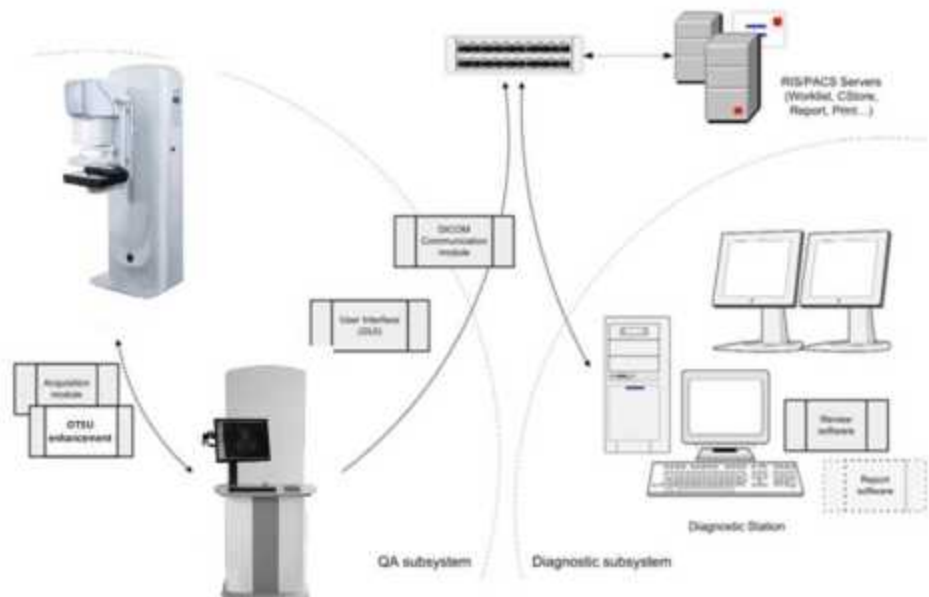 RIS/PACS Servers
(Worklist, CStore,
Report, Print…)
DICOM
Communication
module
User Interface
(GUI)
Acquisition
module
OTSU
enhancement
Review
software
Report
software
Diagnostic Station
QA subsystem
Diagnostic subsystem